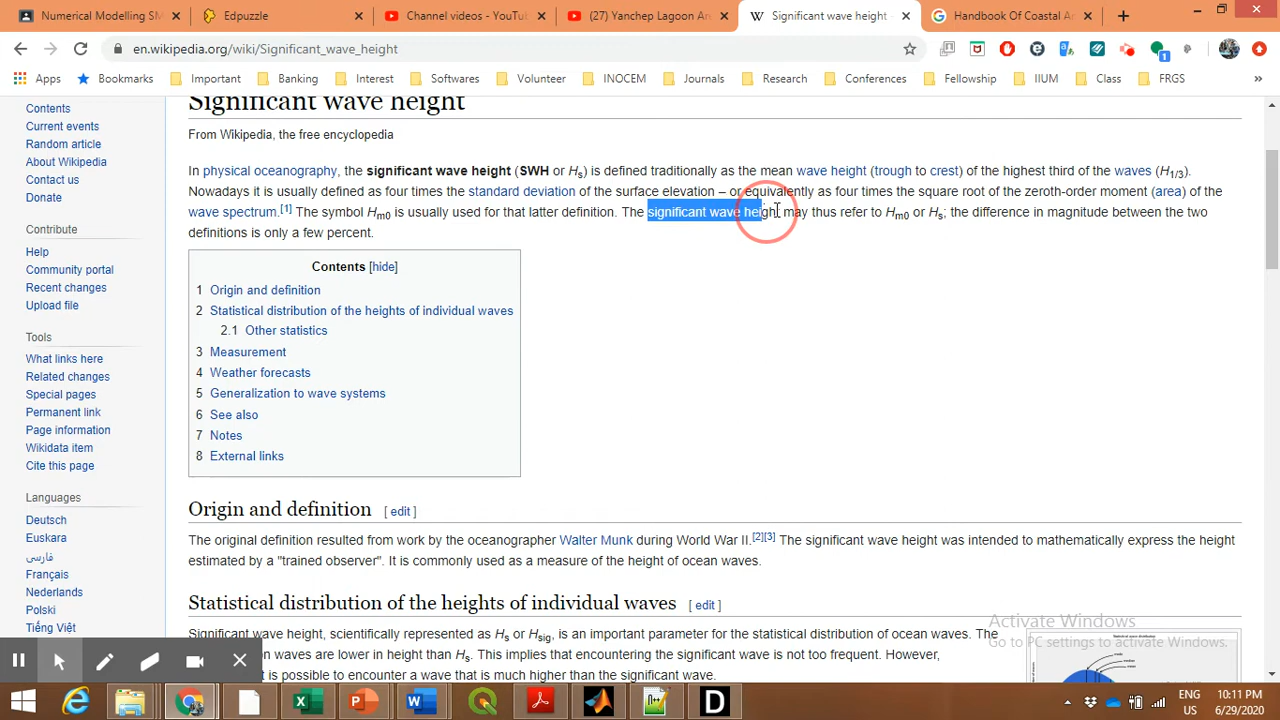 Numerical Modelling SM
Edpuzzle
Channel videos - YouTu
(27) Yanchep Lagoon Ar
Significant wave height -
Handbook Of Coastal A
en.wikipedia.org/wiki/Significant_wave_height
Apps Bookmarks Important Banking Interest Softwares Volunteer INOCEM Journals Research Conferences Fellowship IIUM Class FRGS »
Contents
Current events
Random article
About Wikipedia
Contact us
Donate
Contribute
Help
Community portal
Recent changes
Upload file
Tools
What links here
Related changes
Special pages
Permanent link
Page information
Wikidata item
Cite this page
Languages
Deutsch
Euskara
فارسی
Français
Nederlands
Polski
Tiếng Việt
Significant wave height
From Wikipedia, the free encyclopedia
In physical oceanography, the significant wave height (SWH or Hs) is defined traditionally as the mean wave height (trough to crest) of the highest third of the waves (H1/3).
Nowadays it is usually defined as four times the standard deviation of the surface elevation – or equivalently as four times the square root of the zeroth-order moment (area) of the
wave spectrum.[1] The symbol Hm0 is usually used for that latter definition. The significant wave height may thus refer to Hm0 or Hs, the difference in magnitude between the two
definitions is only a few percent.
Contents [hide]
1 Origin and definition
2 Statistical distribution of the heights of individual waves
2.1 Other statistics
3 Measurement
4 Weather forecasts
5 Generalization to wave systems
6 See also
7 Notes
8 External links
Origin and definition [ edit ]
The original definition resulted from work by the oceanographer Walter Munk during World War II.[2][3] The significant wave height was intended to mathematically express the height
estimated by a "trained observer". It is commonly used as a measure of the height of ocean waves.
Statistical distribution of the heights of individual waves [ edit ]
Significant wave height, scientifically represented as Hs or Hsig, is an important parameter for the statistical distribution of ocean waves. The
on waves are lower in height than Hs. This implies that encountering the significant wave is not too frequent. However,
t is possible to encounter a wave that is much higher than the significant wave.
Activate Windows
Go to PC settings to activate Windows.
ENG
US
10:11 PM
6/29/2020